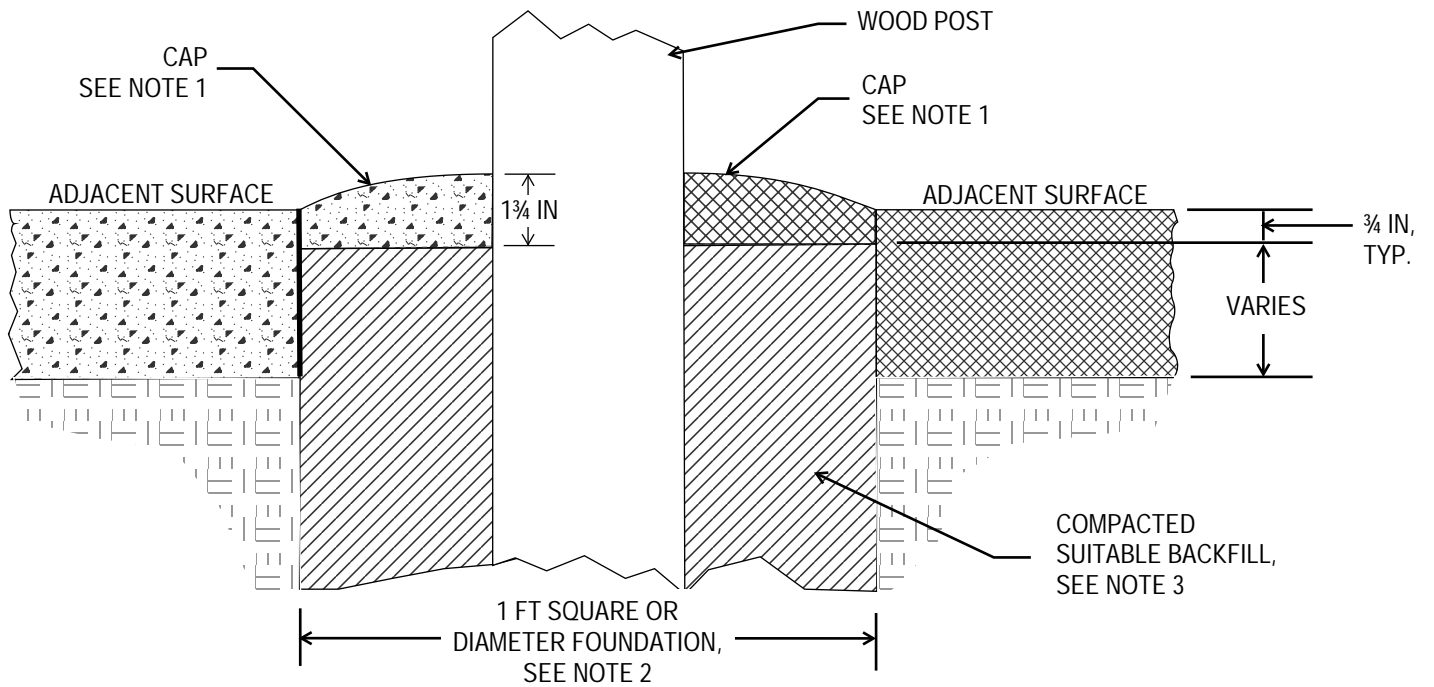 WOOD POST
CAP
SEE NOTE 1
CAP
SEE NOTE 1
ADJACENT SURFACE
1¾ IN
ADJACENT SURFACE
¾ IN,
TYP.
VARIES
COMPACTED
SUITABLE BACKFILL,
SEE NOTE 3
1 FT SQUARE OR
DIAMETER FOUNDATION,
SEE NOTE 2